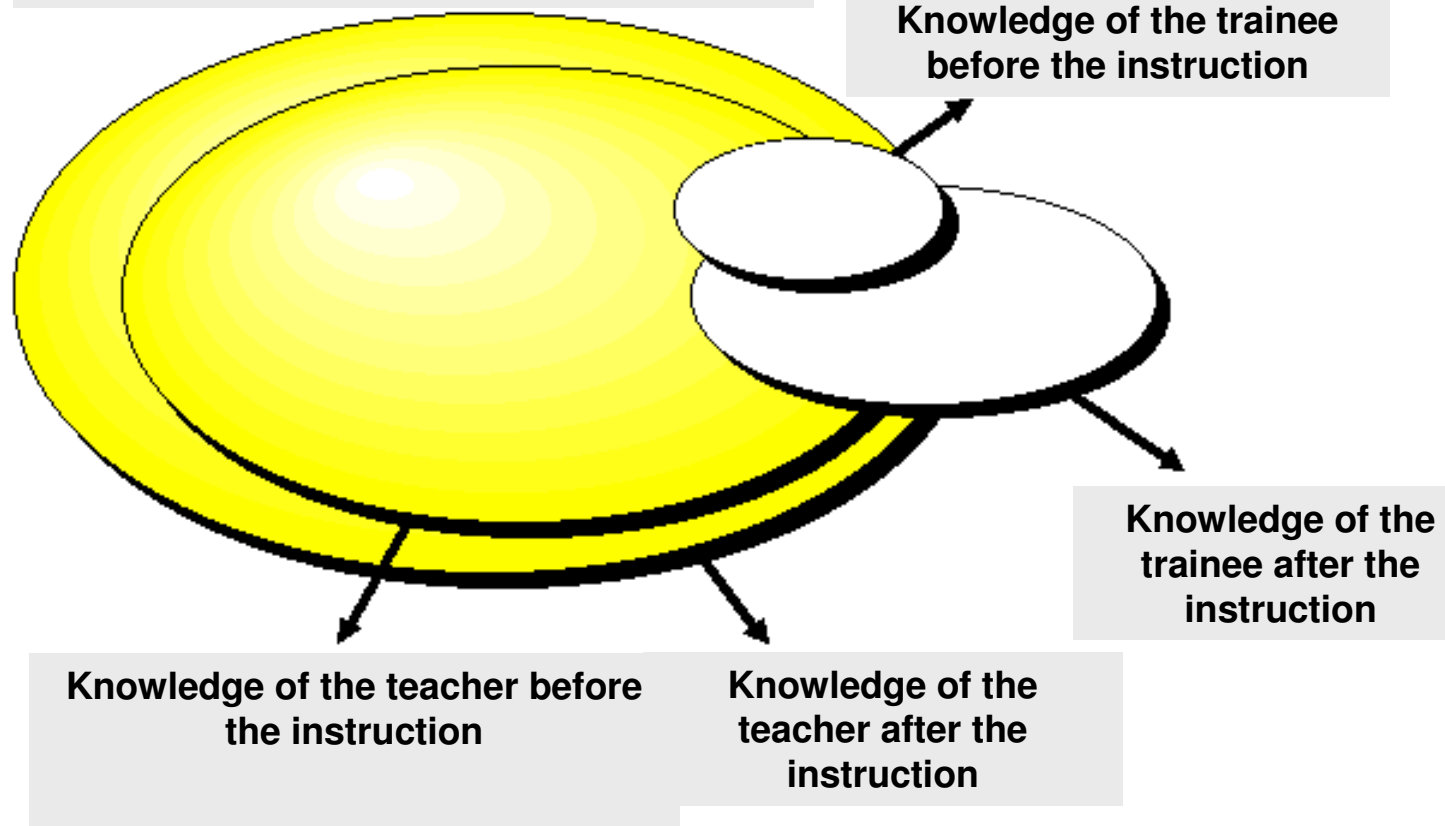 Knowledge of the trainee
before the instruction
Knowledge of the
trainee after the
instruction
Knowledge of the teacher before
the instruction
Knowledge of the
teacher after the
instruction